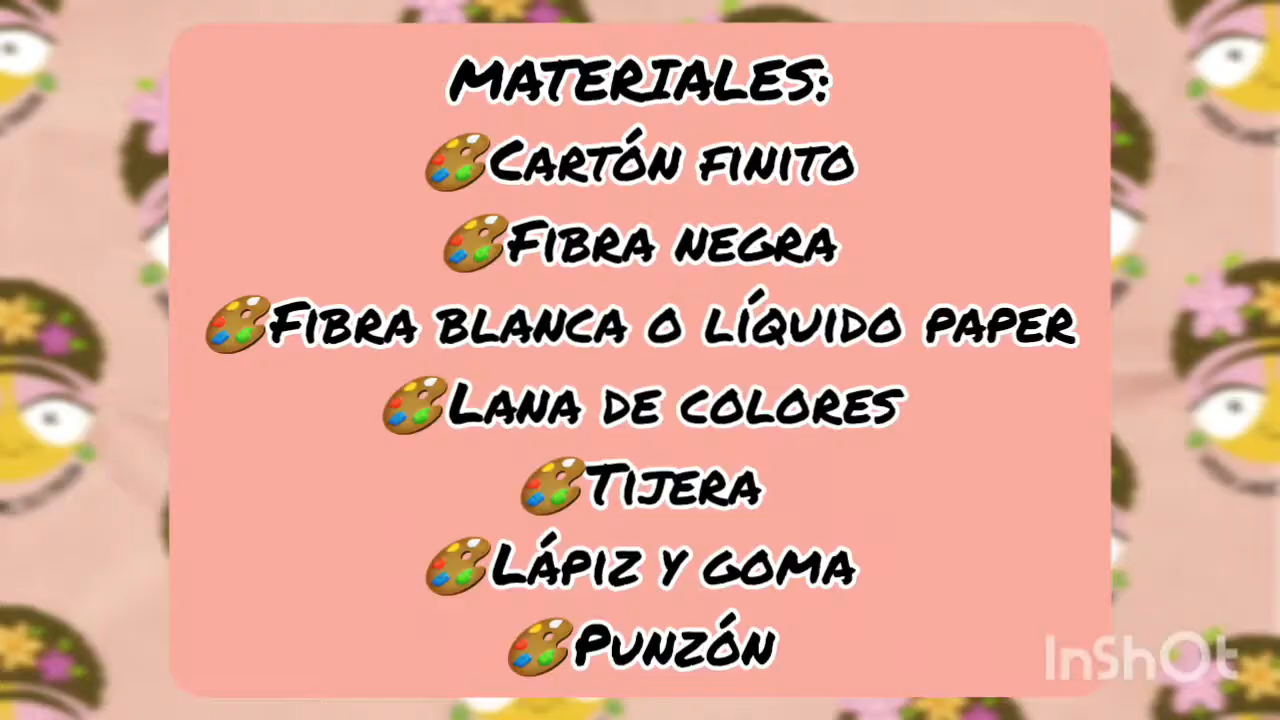 MATERIALES:
🎨CARTÓN FINITO
🎨FIBRA NEGRA
🎨FIBRA BLANCA O LÍQUIDO PAPER
🎨LANA DE COLORES
🎨TIJERA
🎨LÁPIZ Y GOMA
🎨PUNZÓN
InShOt